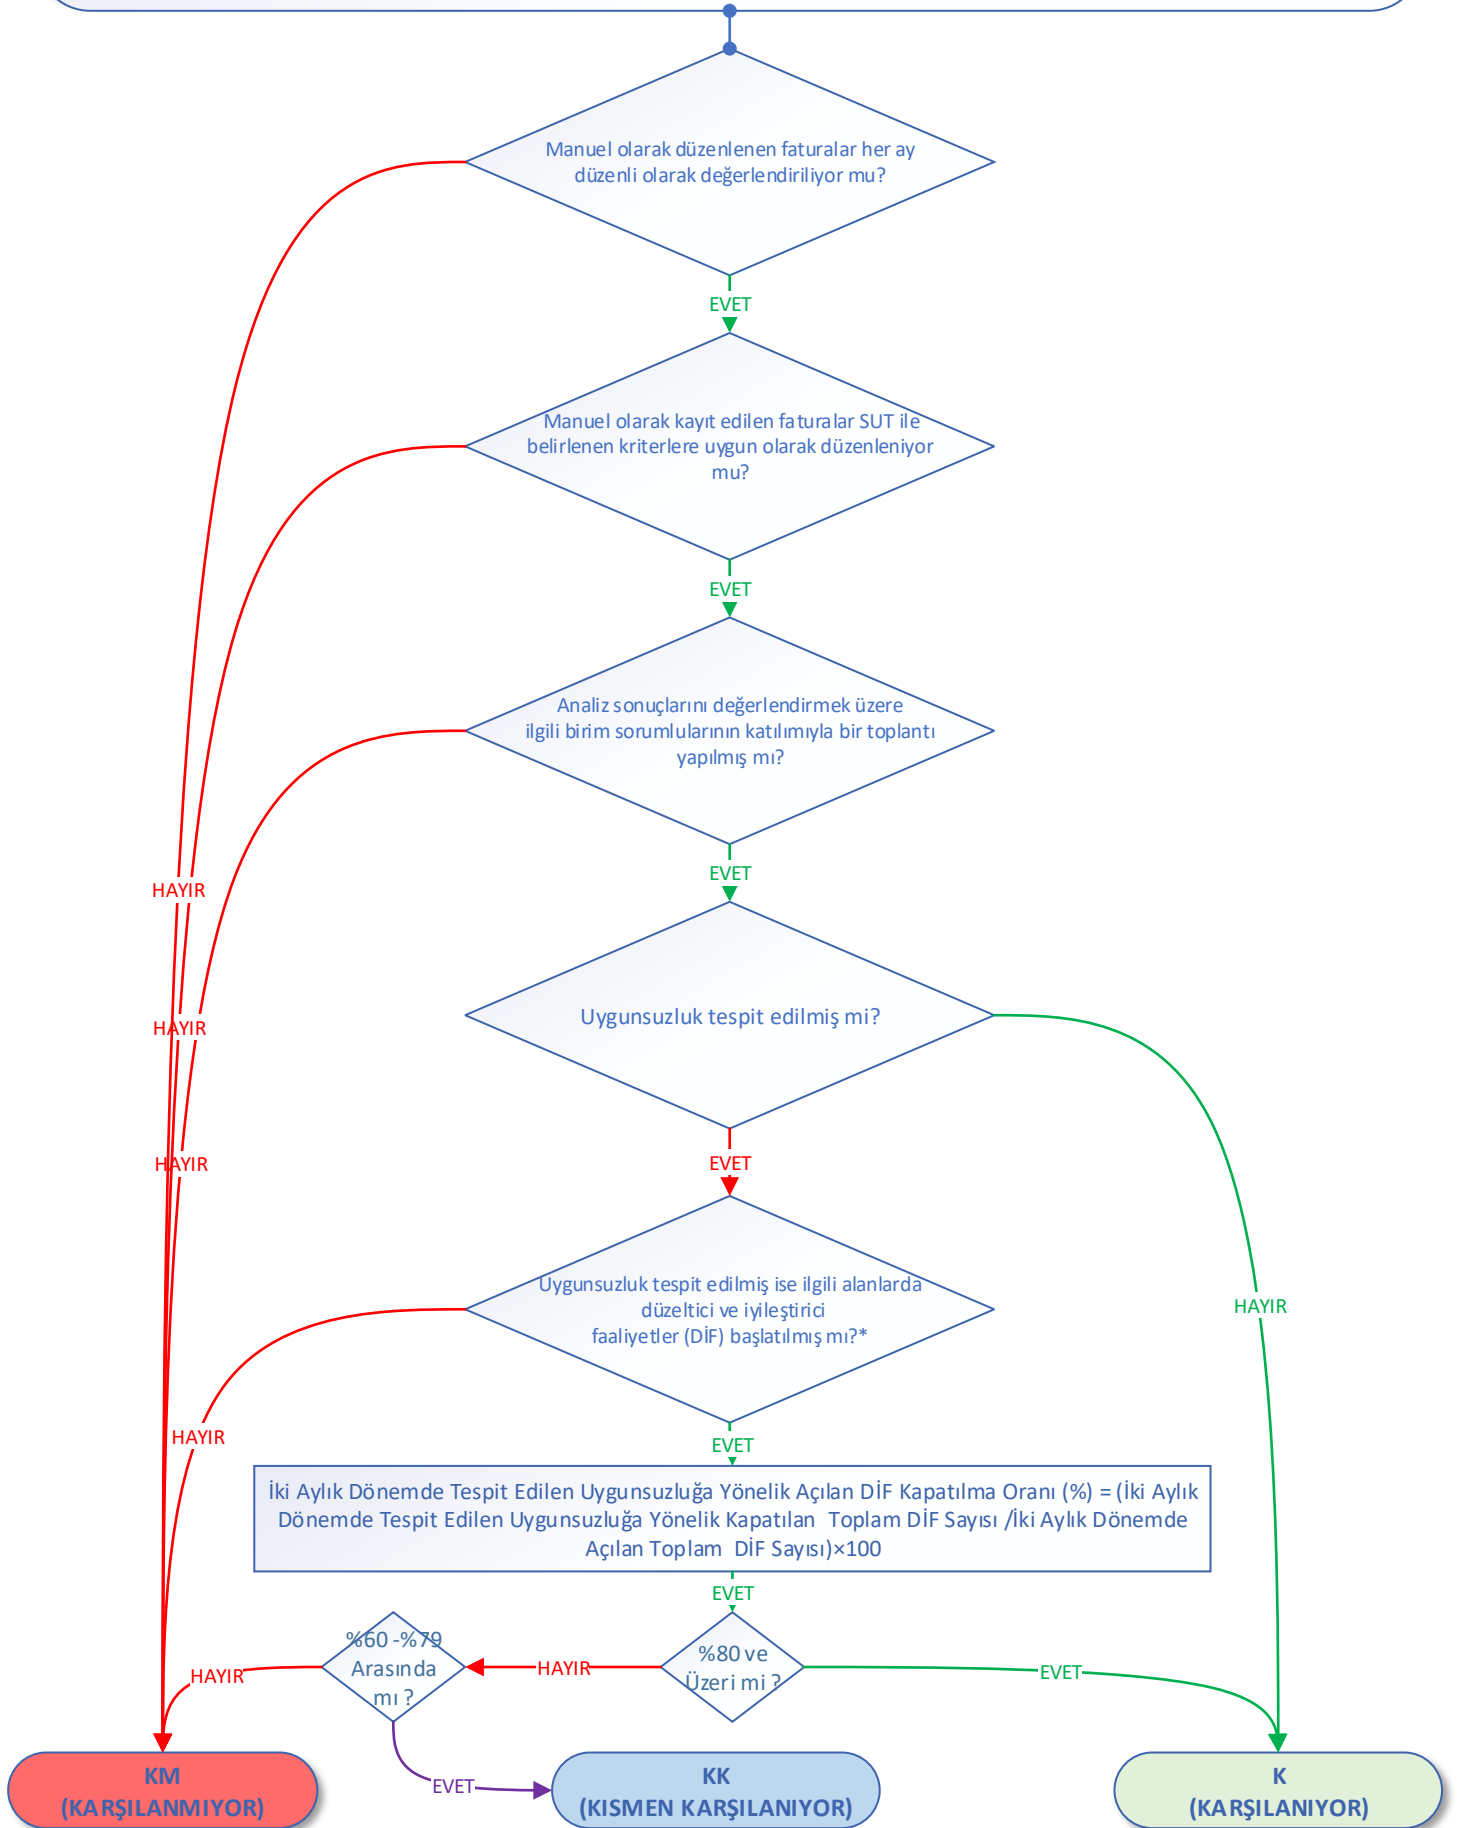 Manuel olarak düzenlenen faturalar her ay
düzenli olarak değerlendiriliyor mu?
EVET
Manuel olarak kayıt edilen faturalar SUT ile
belirlenen kriterlere uygun olarak düzenleniyor
mu?
EVET
Analiz sonuçlarını değerlendirmek üzere
ilgili birim sorumlularının katılımıyla bir toplantı
yapılmış mı?
EVET
HAYIR
Uygunsuzluk tespit edilmiş mi?
HAYIR
EVET
HAYIR
Uygunsuzluk tespit edilmiş ise ilgili alanlarda
düzeltici ve iyileştirici
faaliyetler (DİF) başlatılmış mı?*
HAYIR
HAYIR
EVET
İki Aylık Dönemde Tespit Edilen Uygunsuzluğa Yönelik Açılan DİF Kapatılma Oranı (%) = (İki Aylık
Dönemde Tespit Edilen Uygunsuzluğa Yönelik Kapatılan Toplam DİF Sayısı /İki Aylık Dönemde
Açılan Toplam DİF Sayısı)×100
EVET
%60 -%79
Arasında
mı ?
%80 ve
Üzeri mi ?
HAYIR
HAYIR
EVET
EVET
KM
(KARŞILANMIYOR)
KK
(KISMEN KARŞILANIYOR)
K
(KARŞILANIYOR)